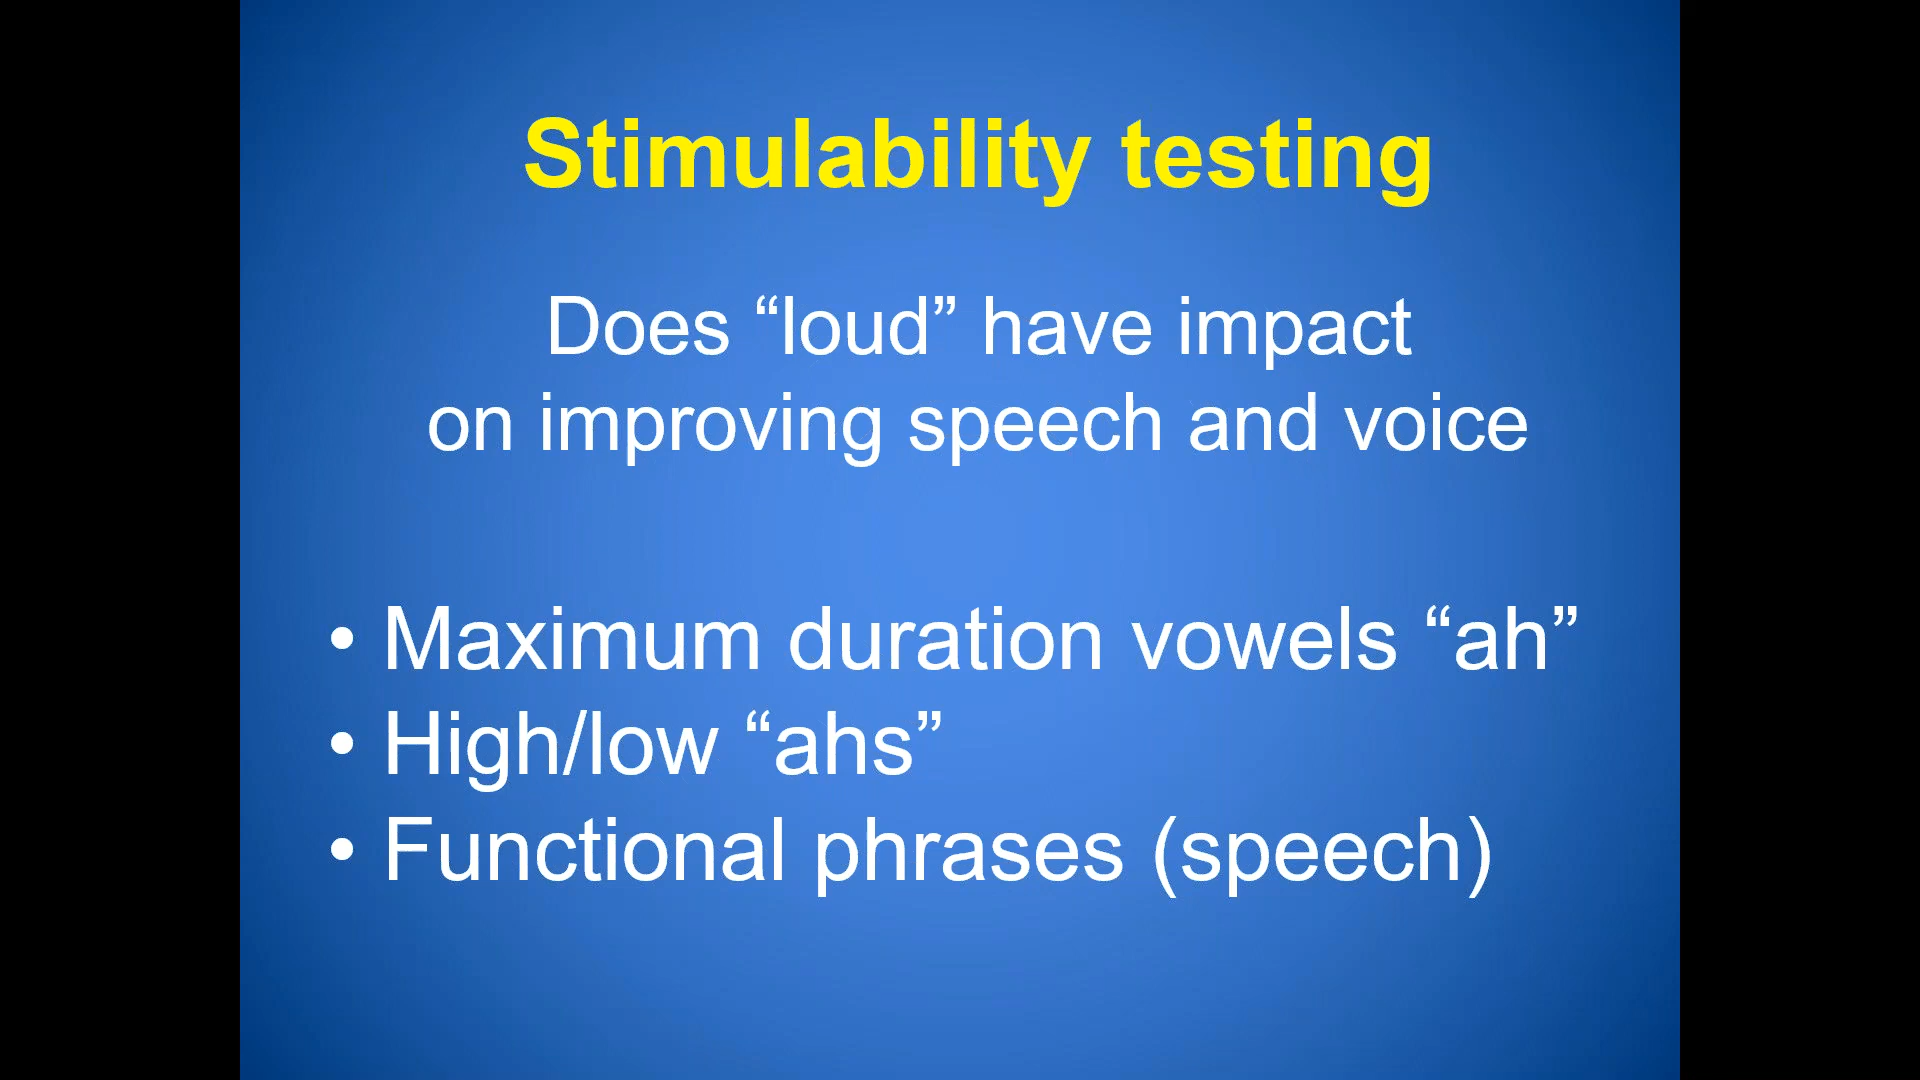 Stimulability testing
Does “loud” have impact
on improving speech and voice
• Maximum duration vowels “ah”
• High/low “ahs”
• Functional phrases (speech)